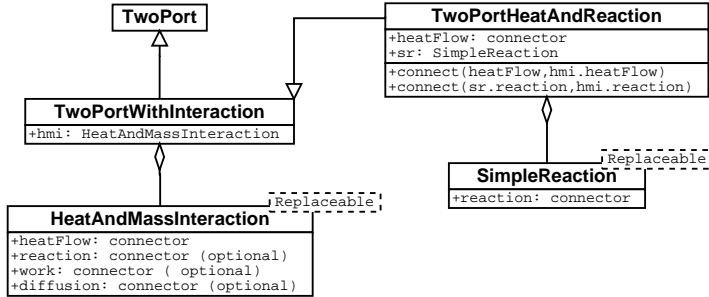 TwoPort
TwoPortWithInteraction
+hmi: HeatAndMassInteraction
Replaceable
HeatAndMassInteraction
+heatFlow: connector
+reaction: connector (optional)
+work: connector ( optional)
+diffusion: connector (optional)
TwoPortHeatAndReaction
+heatFlow: connector
+sr: SimpleReaction
+connect(heatFlow,hmi.heatFlow)
+connect(sr.reaction,hmi.reaction)
Replaceable
SimpleReaction
+reaction: connector